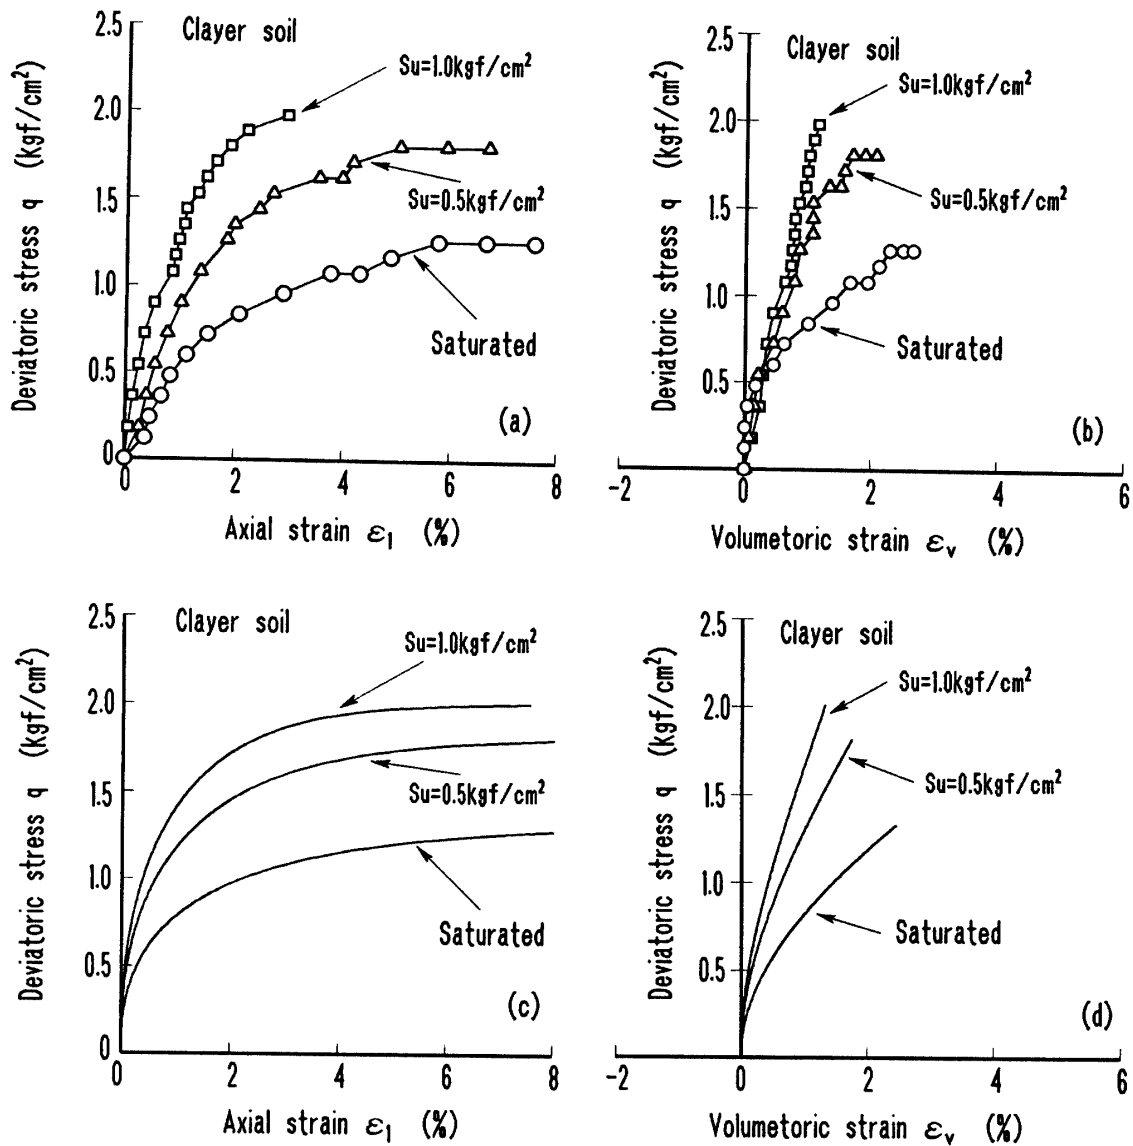 Clayer soil
Su=1.0kgf/cm²
Su=0.5kgf/cm²
Saturated
(a)
Deviatoric stress q (kgf/cm²)
2.5
2.0
1.5
1.0
0.5
0
0 2 4 6 8
Axial strain ε₁ (%)
Clayer soil
Su=1.0kgf/cm²
Su=0.5kgf/cm²
Saturated
(b)
Deviatoric stress q (kgf/cm²)
2.5
2.0
1.5
1.0
0.5
-2 0 2 4 6
Volumetoric strain εᵥ (%)
Clayer soil
Su=1.0kgf/cm²
Su=0.5kgf/cm²
Saturated
(c)
Deviatoric stress q (kgf/cm²)
2.5
2.0
1.5
1.0
0.5
0
0 2 4 6 8
Axial strain ε₁ (%)
Clayer soil
Su=1.0kgf/cm²
Su=0.5kgf/cm²
Saturated
(d)
Deviatoric stress q (kgf/cm²)
2.5
2.0
1.5
1.0
0.5
-2 0 2 4 6
Volumetoric strain εᵥ (%)